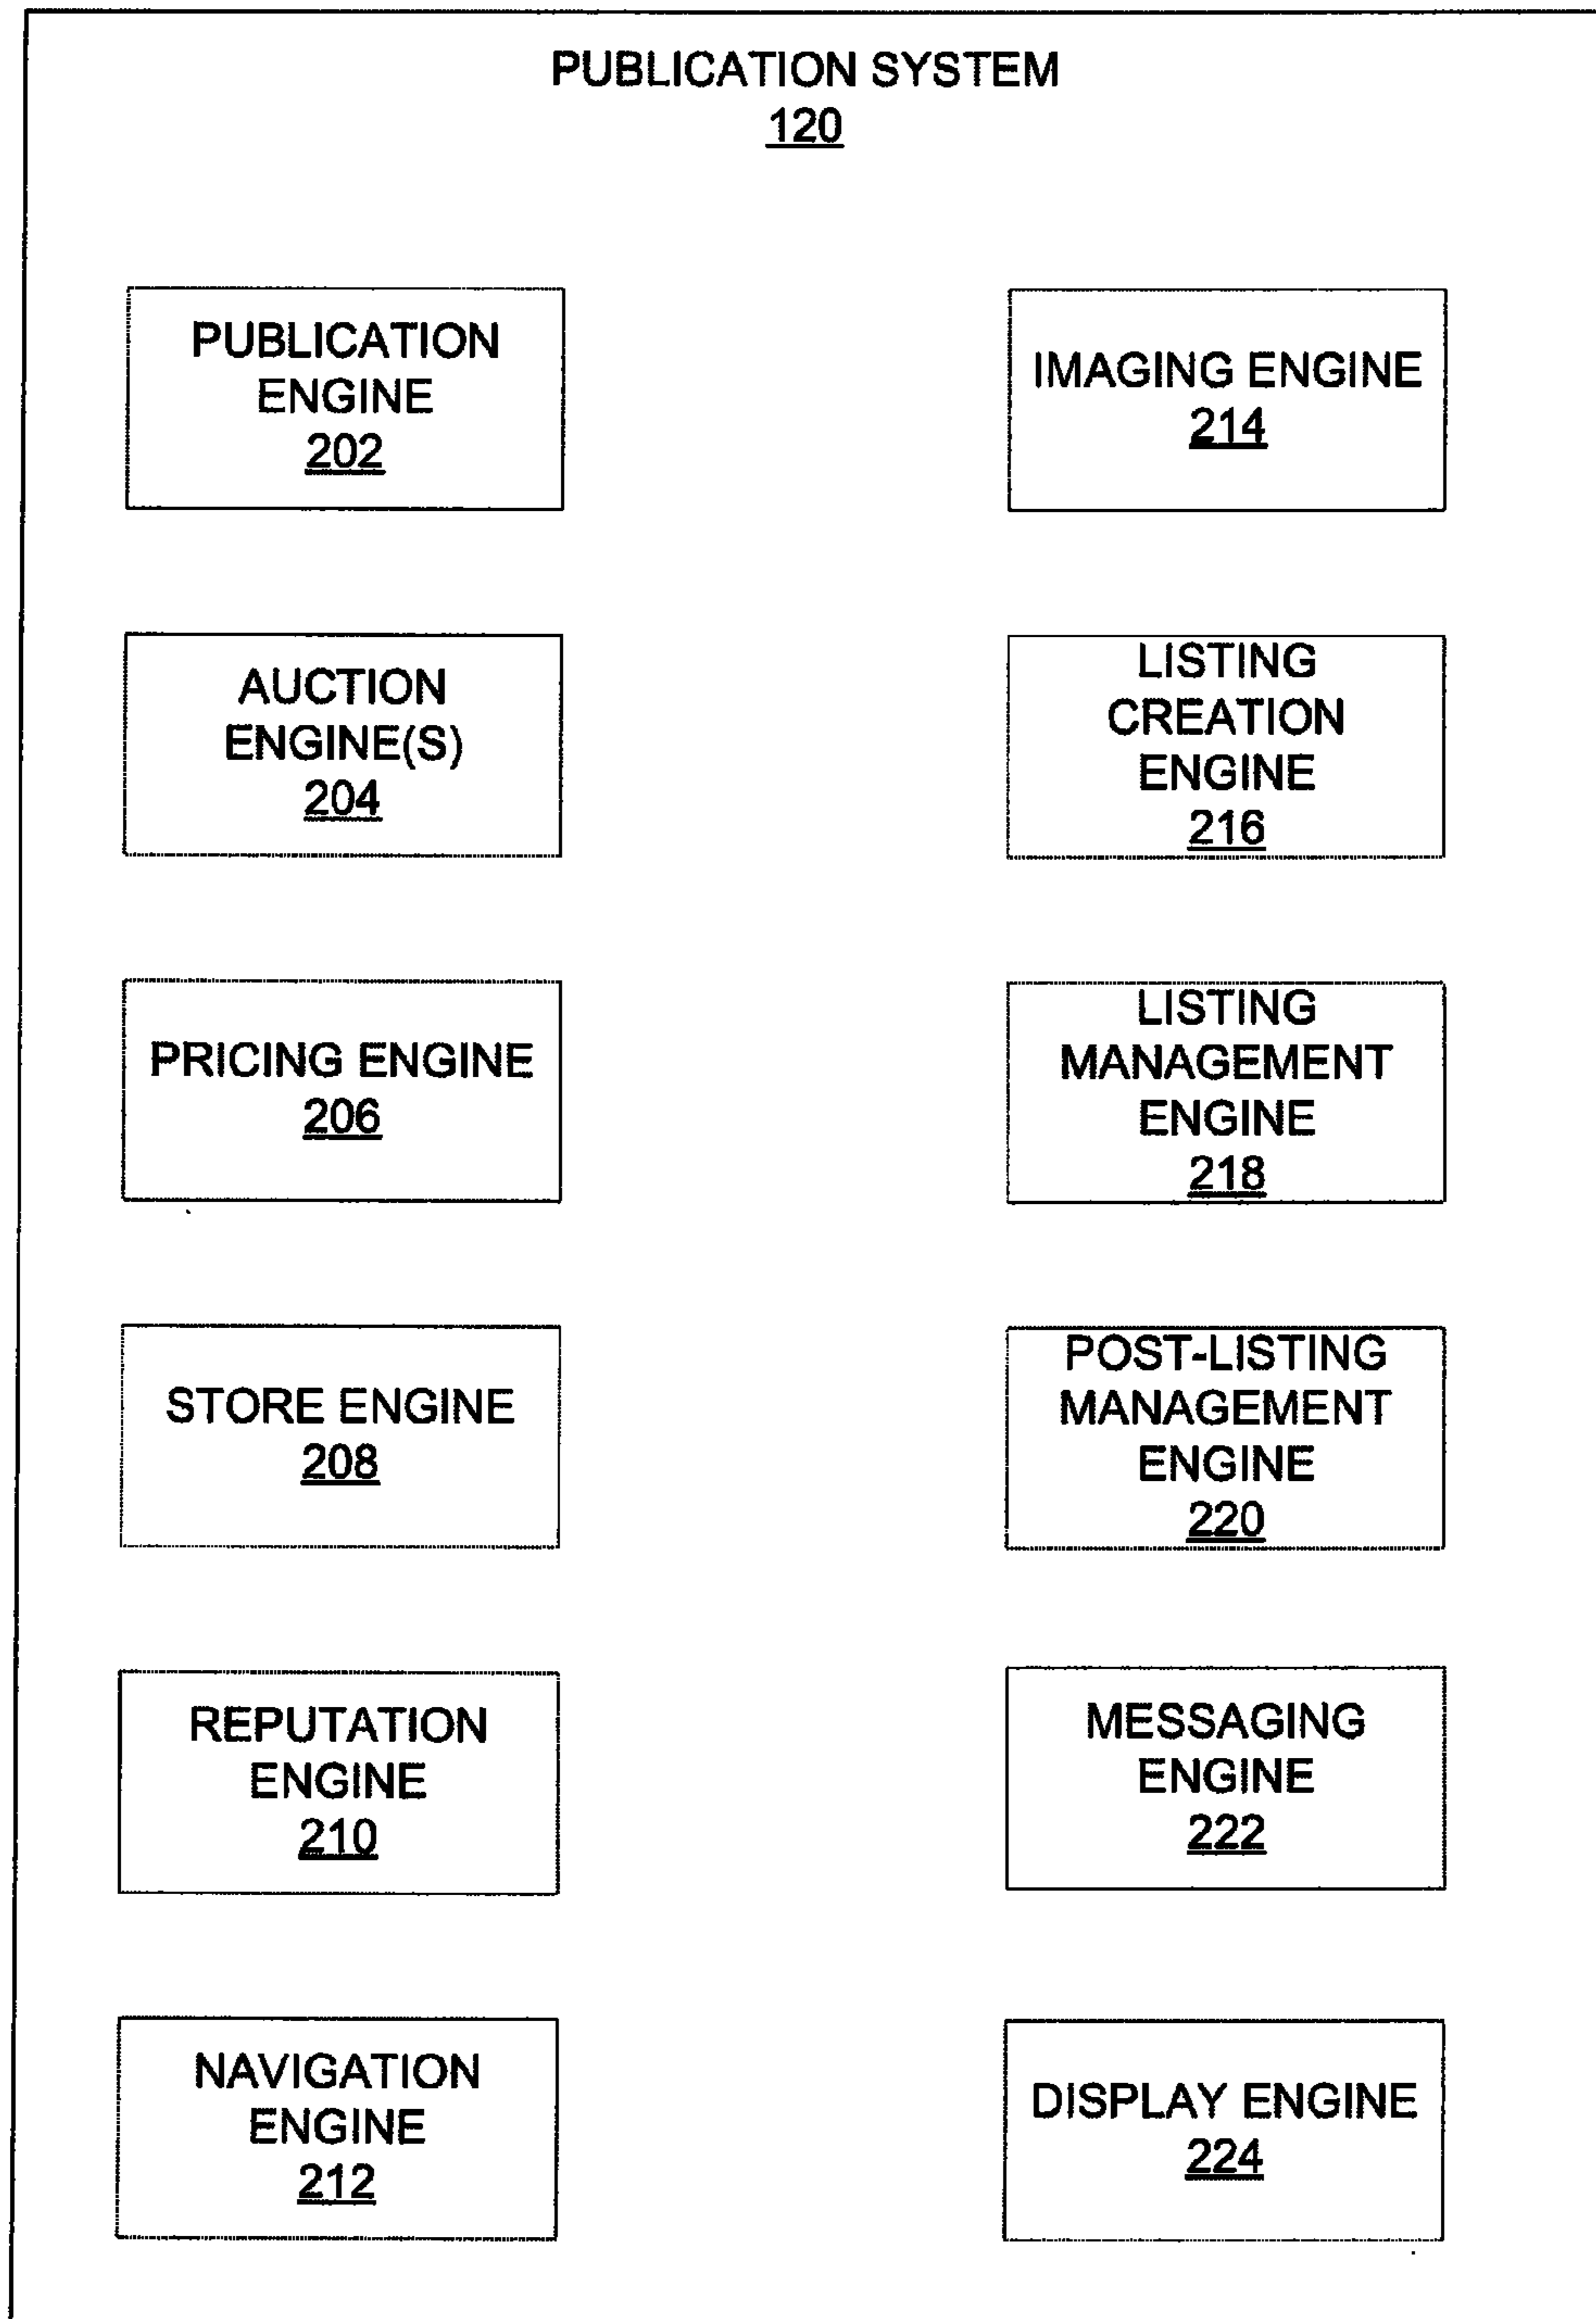 PUBLICATION SYSTEM
120
PUBLICATION
ENGINE
202
AUCTION
ENGINE(S)
204
PRICING ENGINE
206
STORE ENGINE
208
REPUTATION
ENGINE
210
NAVIGATION
ENGINE
212
IMAGING ENGINE
214
LISTING
CREATION
ENGINE
216
LISTING
MANAGEMENT
ENGINE
218
POST-LISTING
MANAGEMENT
ENGINE
220
MESSAGING
ENGINE
222
DISPLAY ENGINE
224